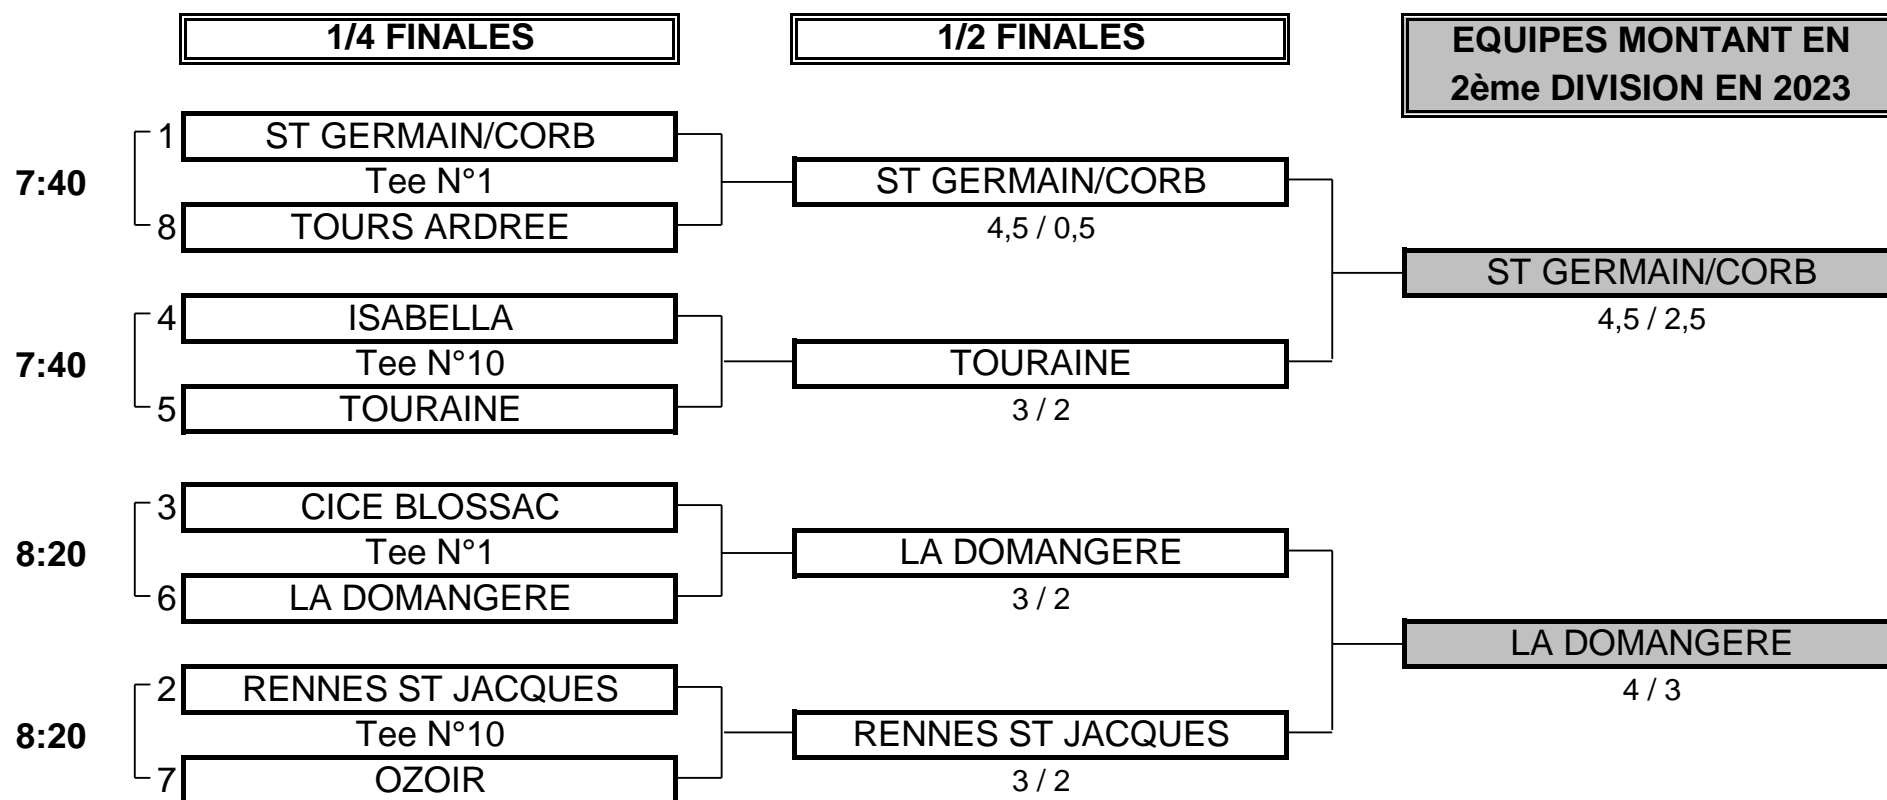 1/4 FINALES
1/2 FINALES
EQUIPES MONTANT EN
2ème DIVISION EN 2023
7:40
1 ST GERMAIN/CORB
Tee N°1
8 TOURS ARDREE
ST GERMAIN/CORB
4,5 / 0,5
7:40
4 ISABELLA
Tee N°10
5 TOURAINE
TOURAINE
3 / 2
ST GERMAIN/CORB
4,5 / 2,5
8:20
3 CICE BLOSSAC
Tee N°1
6 LA DOMANGERE
LA DOMANGERE
3 / 2
8:20
2 RENNES ST JACQUES
Tee N°10
7 OZOIR
RENNES ST JACQUES
3 / 2
LA DOMANGERE
4 / 3